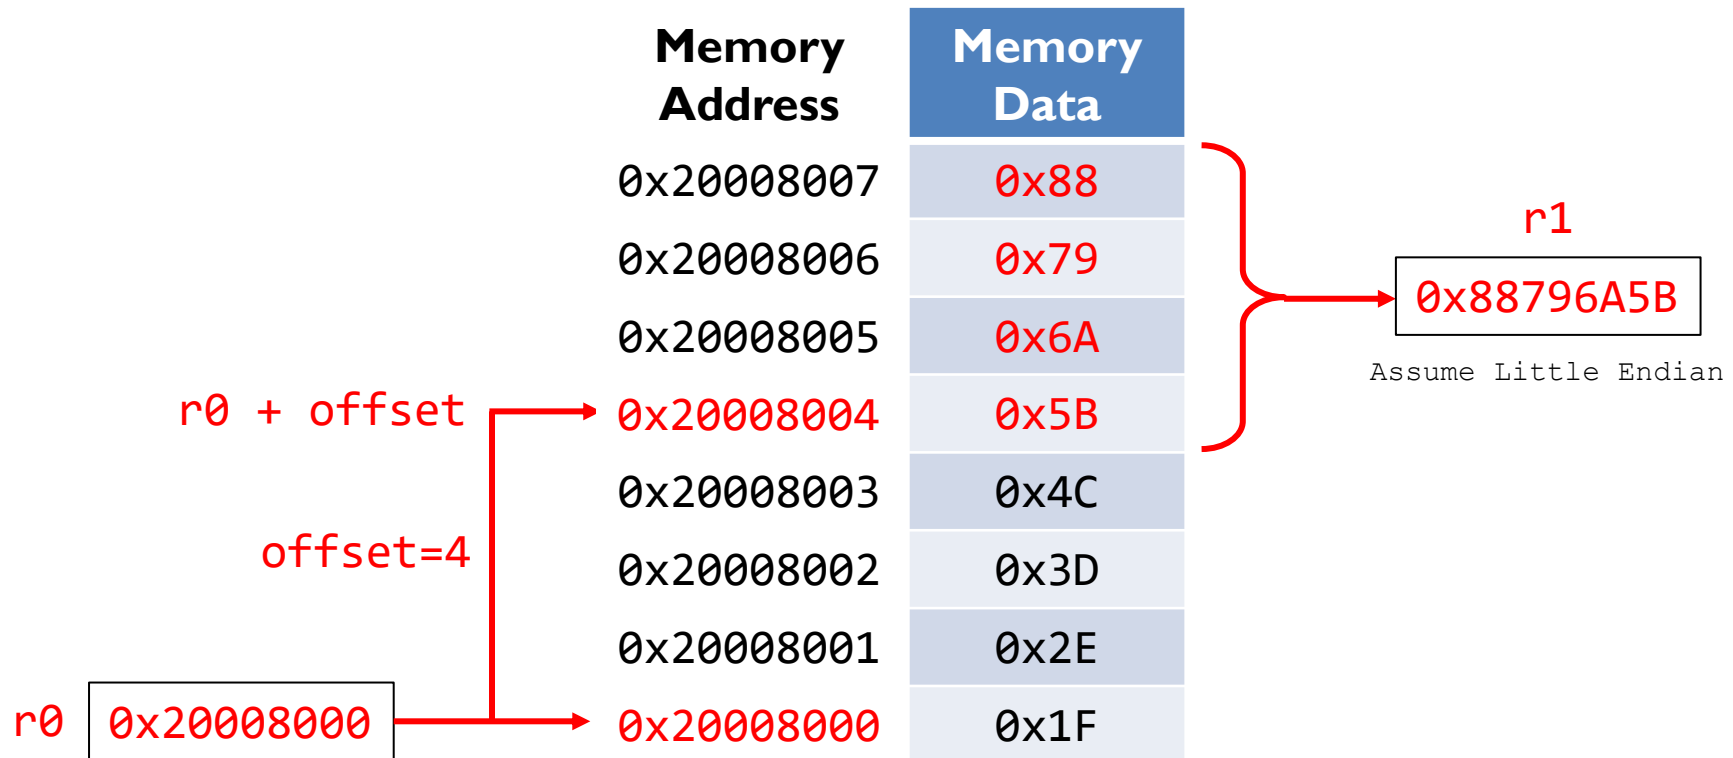 Memory Address
Memory Data
0x20008007 0x88
0x20008006 0x79
0x20008005 0x6A
r0 + offset 0x20008004 0x5B
0x20008003 0x4C
offset=4
0x20008002 0x3D
0x20008001 0x2E
r0 0x20008000 0x20008000 0x1F
r1
0x88796A5B
Assume Little Endian